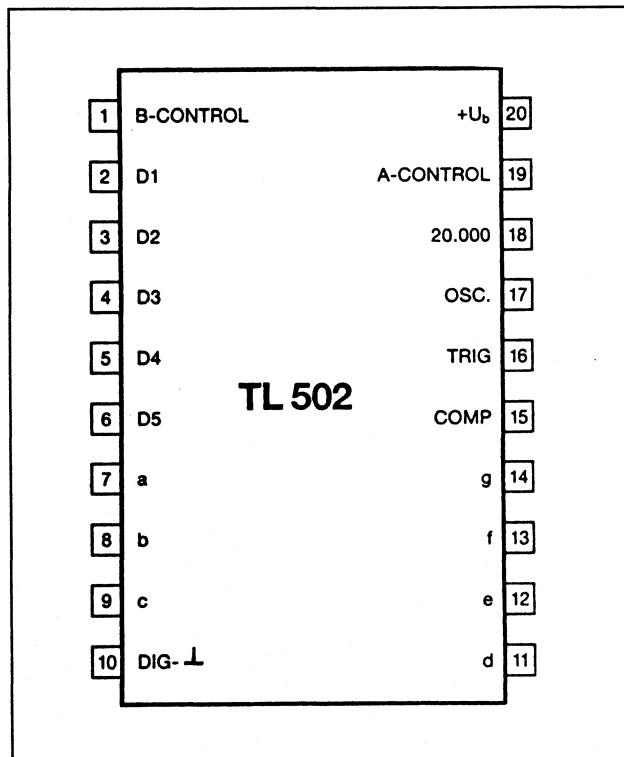 1 B-CONTROL +U_b 20
2 D1 A-CONTROL 19
3 D2 20.000 18
4 D3 OSC. 17
5 D4 TRIG 16
TL 502
6 D5 COMP 15
7 a g 14
8 b f 13
9 c e 12
10 DIG-⊥ d 11